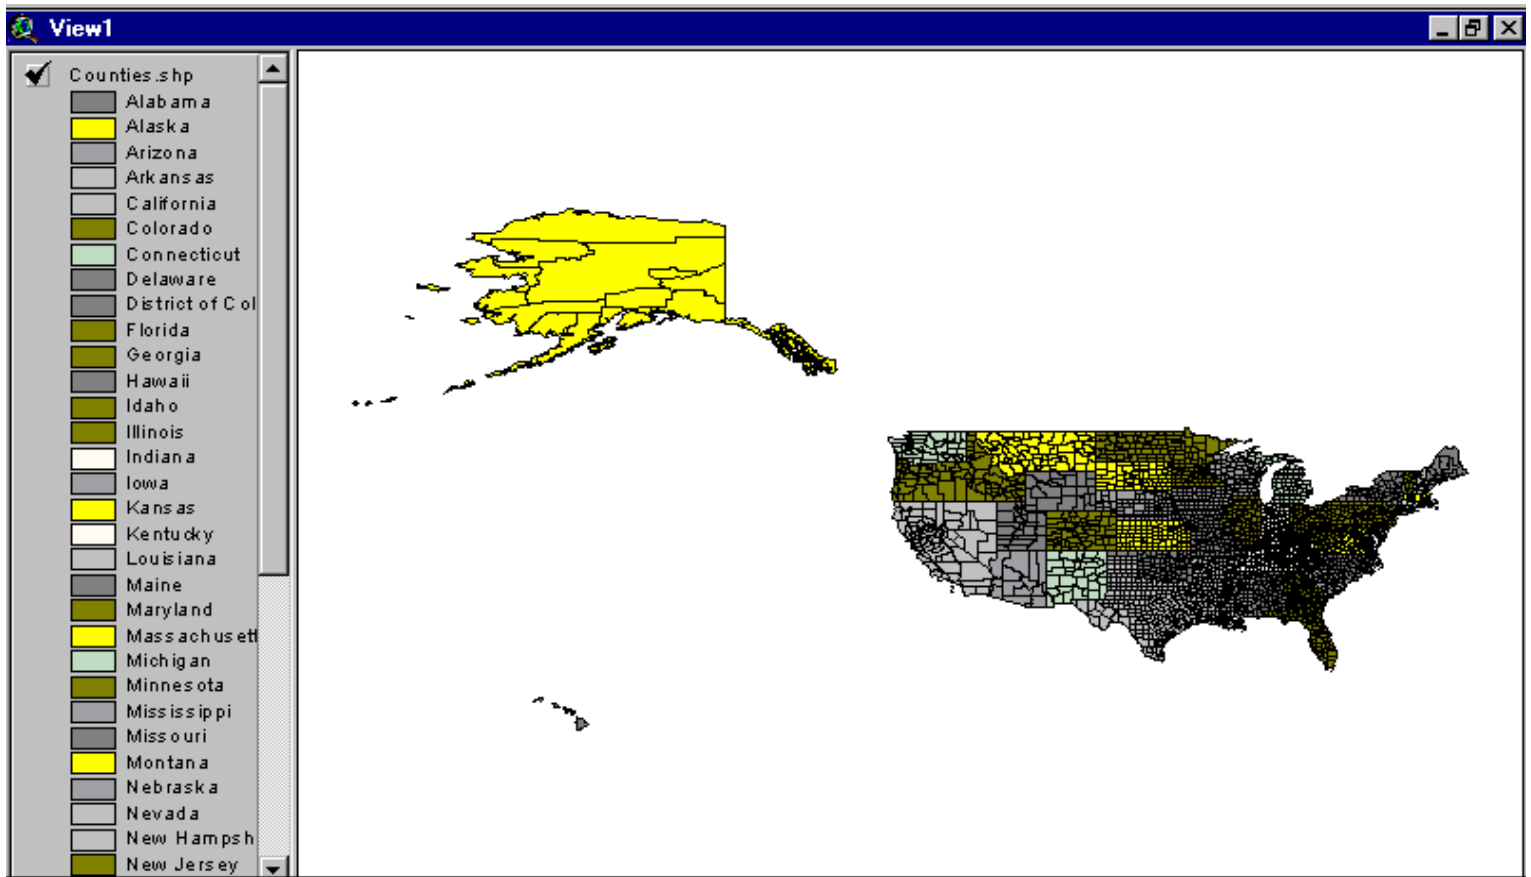 View1
Counties.shp
Alabama
Alaska
Arizona
Arkansas
California
Colorado
Connecticut
Delaware
District of Col
Florida
Georgia
Hawaii
Idaho
Illinois
Indiana
Iowa
Kansas
Kentucky
Louisiana
Maine
Maryland
Massachusett
Michigan
Minnesota
Mississippi
Missouri
Montana
Nebraska
Nevada
New Hampsh
New Jersey